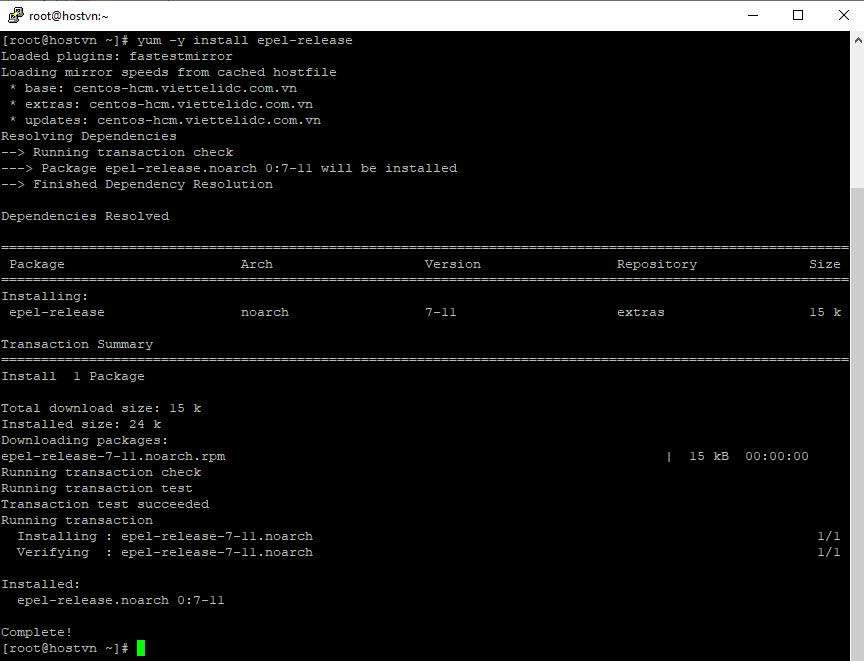 root@hostvn:~
[root@hostvn ~]# yum -y install epel-release
Loaded plugins: fastestmirror
Loading mirror speeds from cached hostfile
 * base: centos-hcm.viettelidc.com.vn
 * extras: centos-hcm.viettelidc.com.vn
 * updates: centos-hcm.viettelidc.com.vn
Resolving Dependencies
--> Running transaction check
---> Package epel-release.noarch 0:7-11 will be installed
--> Finished Dependency Resolution
Dependencies Resolved
==========================================================================================================
 Package Arch Version Repository Size
==========================================================================================================
Installing:
 epel-release noarch 7-11 extras 15 k
Transaction Summary
==========================================================================================================
Install  1 Package
Total download size: 15 k
Installed size: 24 k
Downloading packages:
epel-release-7-11.noarch.rpm | 15 kB 00:00:00
Running transaction check
Running transaction test
Transaction test succeeded
Running transaction
  Installing : epel-release-7-11.noarch 1/1
  Verifying  : epel-release-7-11.noarch 1/1
Installed:
  epel-release.noarch 0:7-11
Complete!
[root@hostvn ~]#